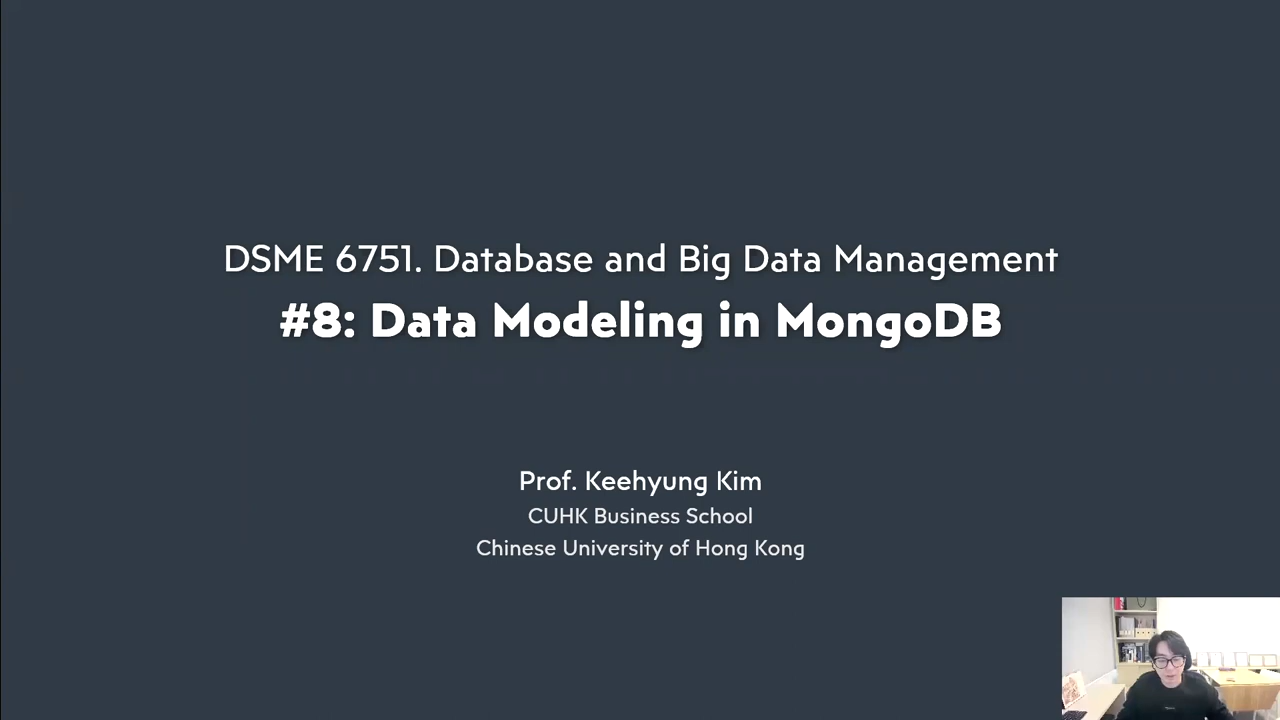 DSME 6751. Database and Big Data Management
#8: Data Modeling in MongoDB
Prof. Keehyung Kim
CUHK Business School
Chinese University of Hong Kong